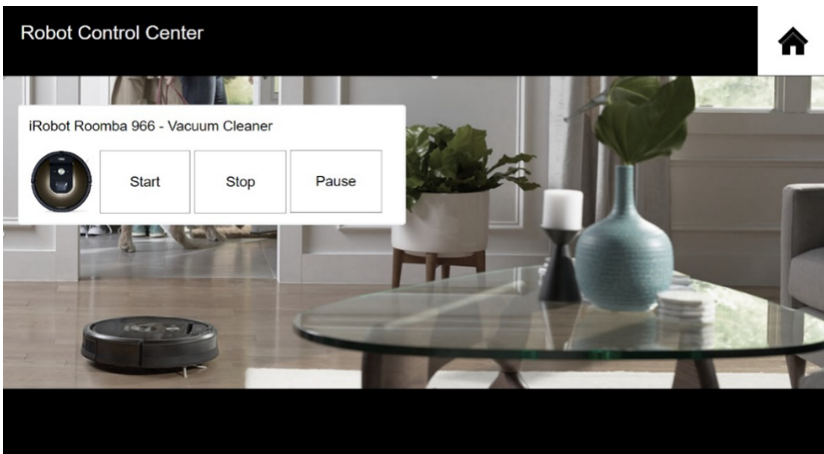 Robot Control Center
iRobot Roomba 966 - Vacuum Cleaner
Start
Stop
Pause